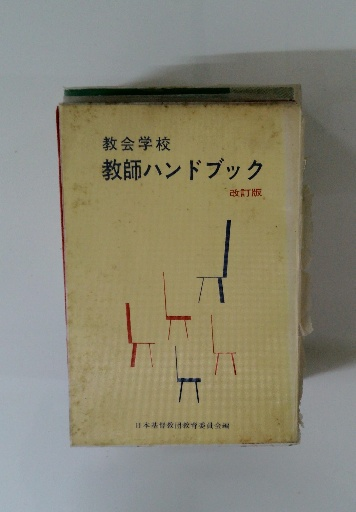 教会学校
教師ハンドブック
改訂版
日本基督教団教育委員会編